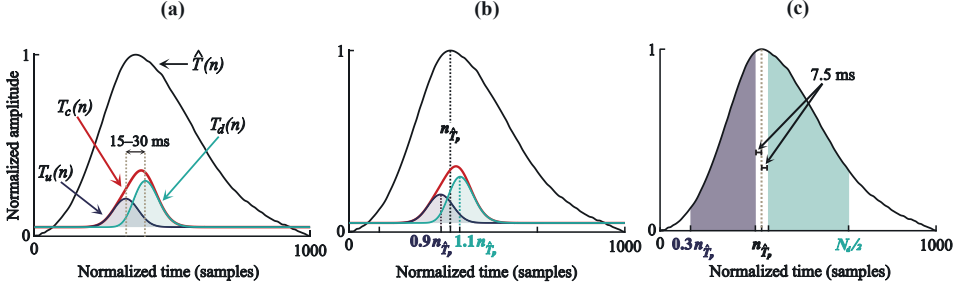 (a)
1
T̂(n)
T_c(n)
T_d(n)
15–30 ms
T_u(n)
0
0
1000
Normalized amplitude
Normalized time (samples)
(b)
1
n_T̂p
0
0
0.9n_T̂p
1.1n_T̂p
1000
Normalized time (samples)
(c)
1
7.5 ms
0
0
0.3n_T̂p
n_T̂p
N_d/2
1000
Normalized time (samples)